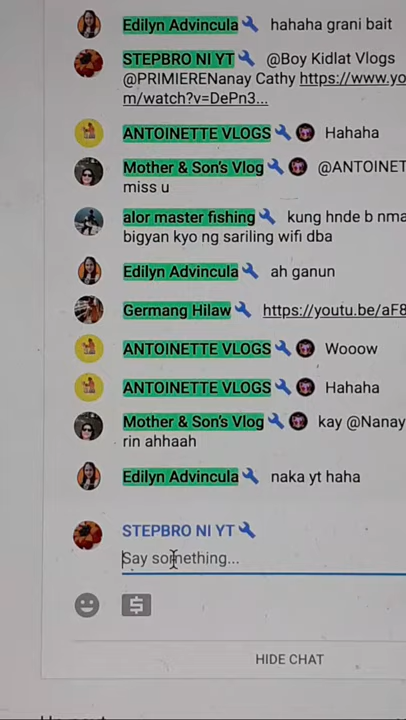 Edilyn Advincula hahaha grani bait
STEPBRO NI YT @Boy Kidlat Vlogs
@PRIMIERENanay Cathy https://www.yo
m/watch?v=DePn3...
ANTOINETTE VLOGS Hahaha
Mother & Son's Vlog @ANTOINET
miss u
alor master fishing kung hnde b nma
bigyan kyo ng sariling wifi dba
Edilyn Advincula ah ganun
Germang Hilaw https://youtu.be/aF8
ANTOINETTE VLOGS Wooow
ANTOINETTE VLOGS Hahaha
Mother & Son's Vlog kay @Nanay
rin ahhaah
Edilyn Advincula naka yt haha
STEPBRO NI YT
Say something...
HIDE CHAT